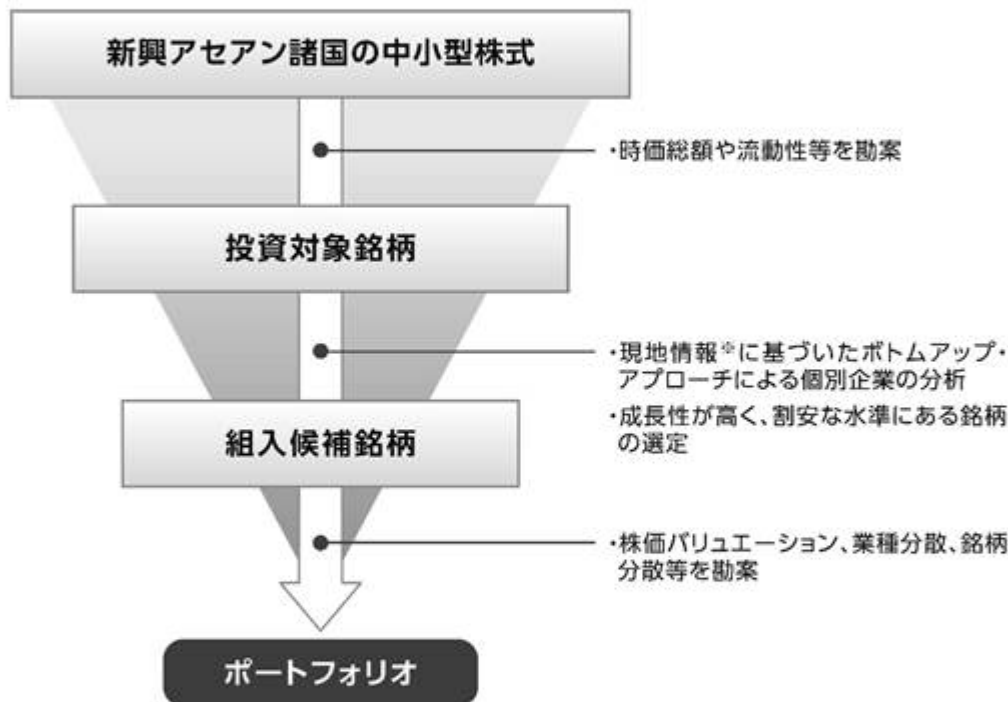 新興アセアン諸国の中小型株式
・時価総額や流動性等を勘案
投資対象銘柄
・現地情報※に基づいたボトムアップ・
アプローチによる個別企業の分析
・成長性が高く、割安な水準にある銘柄
の選定
組入候補銘柄
・株価バリュエーション、業種分散、銘柄
分散等を勘案
ポートフォリオ